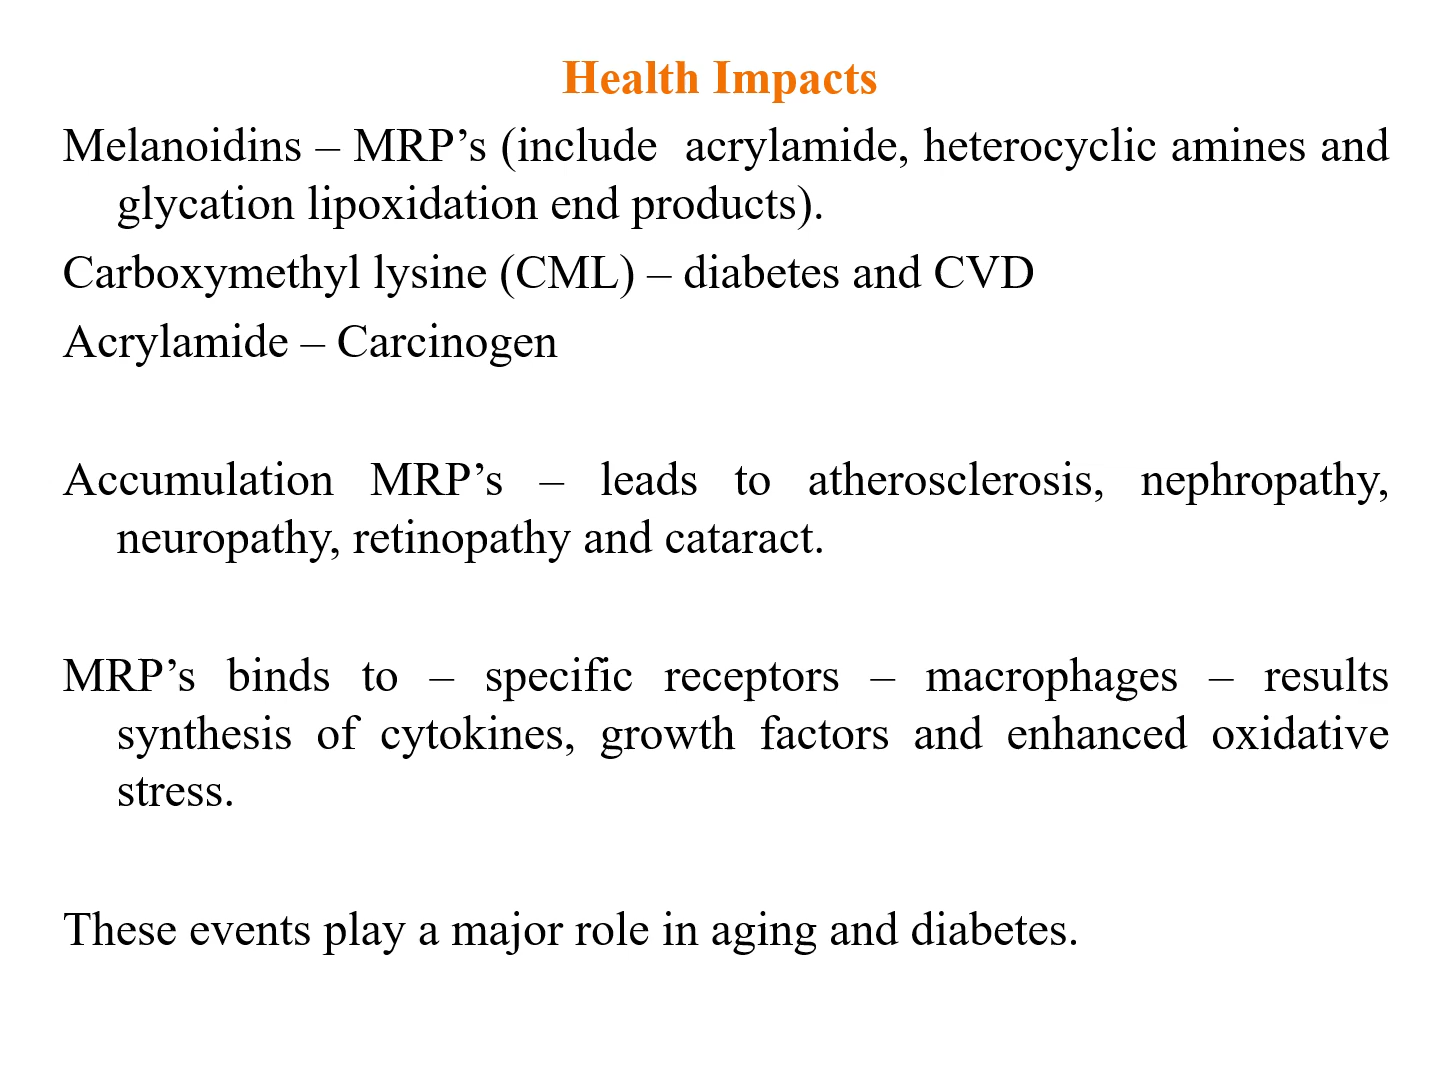 Health Impacts
Melanoidins – MRP’s (include  acrylamide, heterocyclic amines and
glycation lipoxidation end products).
Carboxymethyl lysine (CML) – diabetes and CVD
Acrylamide – Carcinogen
Accumulation MRP’s – leads to atherosclerosis, nephropathy,
neuropathy, retinopathy and cataract.
MRP’s binds to – specific receptors – macrophages – results
synthesis of cytokines, growth factors and enhanced oxidative
stress.
These events play a major role in aging and diabetes.